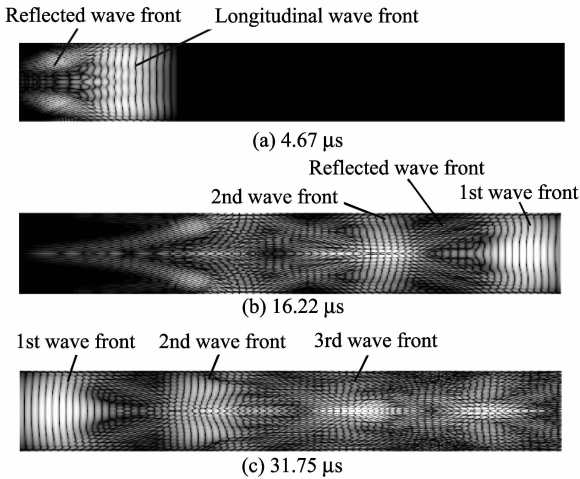 Reflected wave front
Longitudinal wave front
(a) 4.67 μs
Reflected wave front
2nd wave front
1st wave front
(b) 16.22 μs
1st wave front
2nd wave front
3rd wave front
(c) 31.75 μs